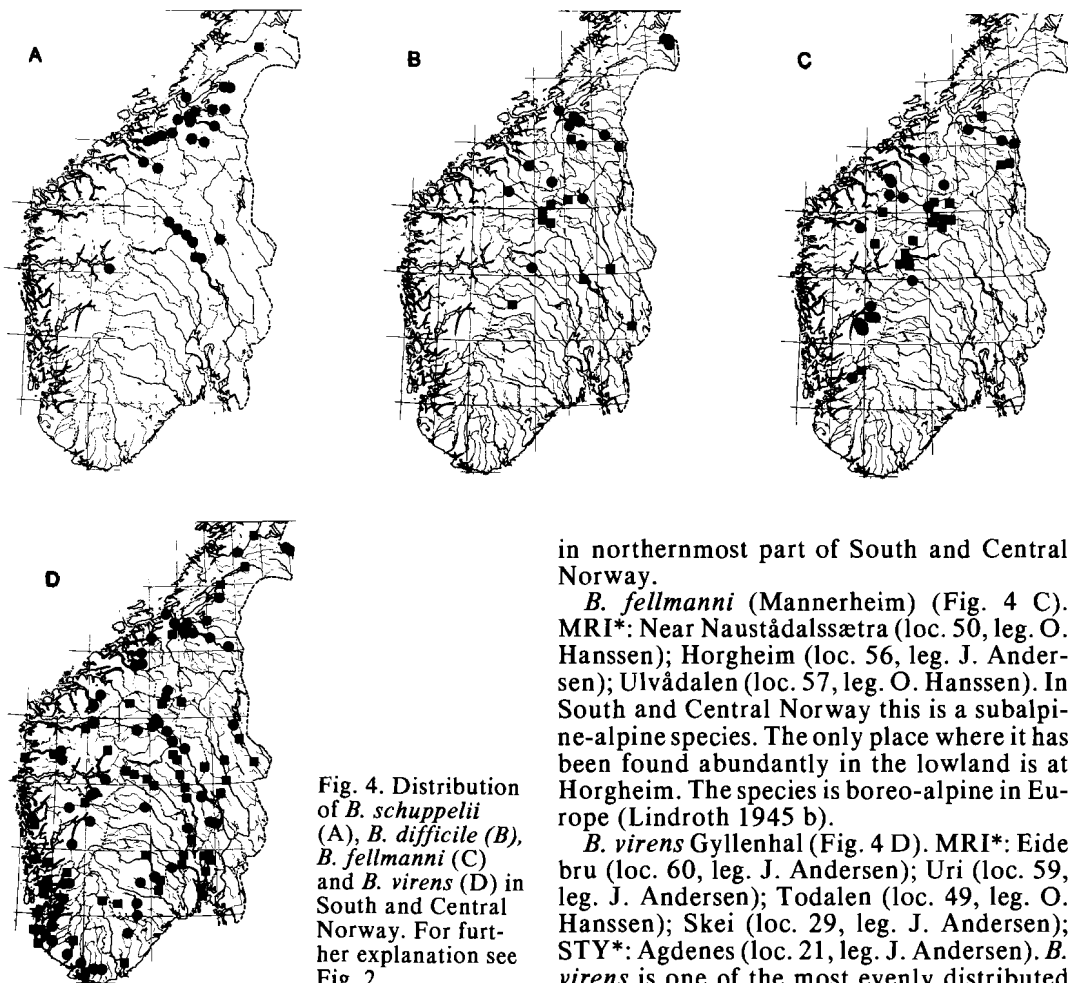 A
B
C
D
Fig. 4. Distribution
of B. schuppelii
(A), B. difficile (B),
B. fellmanni (C)
and B. virens (D) in
South and Central
Norway. For furt-
her explanation see
Fig. 2
in northernmost part of South and Central
Norway.
B. fellmanni (Mannerheim) (Fig. 4 C).
MRI*: Near Naustådalssætra (loc. 50, leg. O.
Hanssen); Horgheim (loc. 56, leg. J. Ander-
sen); Ulvådalen (loc. 57, leg. O. Hanssen). In
South and Central Norway this is a subalpi-
ne-alpine species. The only place where it has
been found abundantly in the lowland is at
Horgheim. The species is boreo-alpine in Eu-
rope (Lindroth 1945 b).
B. virens Gyllenhal (Fig. 4 D). MRI*: Eide
bru (loc. 60, leg. J. Andersen); Uri (loc. 59,
leg. J. Andersen); Todalen (loc. 49, leg. O.
Hanssen); Skei (loc. 29, leg. J. Andersen);
STY*: Agdenes (loc. 21, leg. J. Andersen). B.
virens is one of the most evenly distributed